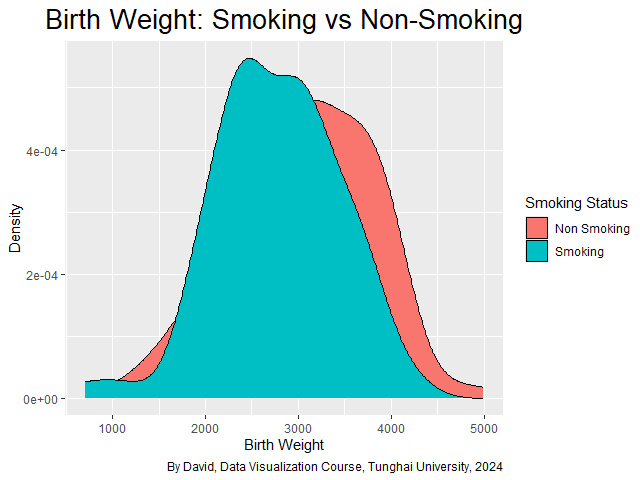 Birth Weight: Smoking vs Non-Smoking
Density
4e-04
2e-04
0e+00
1000 2000 3000 4000 5000
Birth Weight
Smoking Status
Non Smoking
Smoking
By David, Data Visualization Course, Tunghai University, 2024